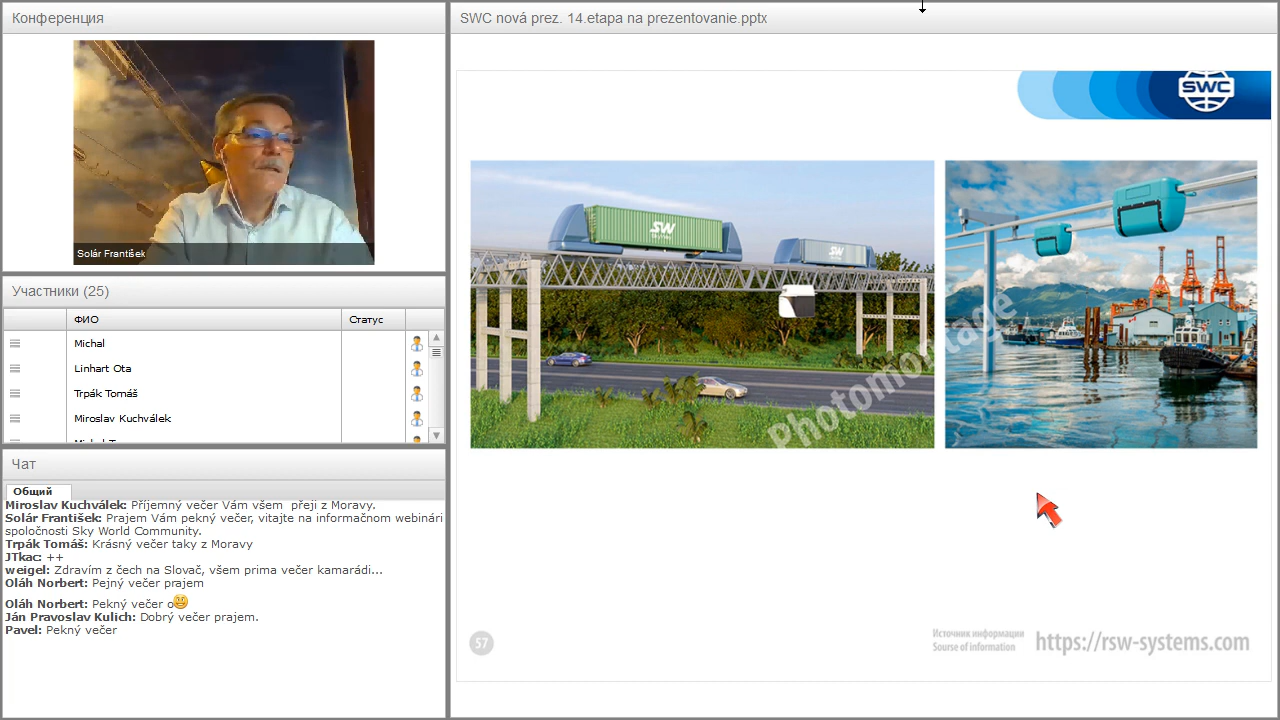 Конференция
Solár František
Участники (25)
ФИО Статус
Michal
Linhart Ota
Trpák Tomáš
Miroslav Kuchválek
Чат
Общий
Miroslav Kuchválek: Příjemný večer Vám všem přeji z Moravy.
Solár František: Prajem Vám pekný večer, vitajte na informačnom webinári
spoločnosti Sky World Community.
Trpák Tomáš: Krásný večer taky z Moravy
JTkac: ++
weigel: Zdravím z čech na Slovač, všem prima večer kamarádi...
Oláh Norbert: Pejný večer prajem
Oláh Norbert: Pekný večer o
Ján Pravoslav Kulich: Dobrý večer prajem.
Pavel: Pekný večer
SWC nová prez. 14.etapa na prezentovanie.pptx
SWC
SW
SW
Photomontage
57
Источник информации
Sourse of information
https://rsw-systems.com